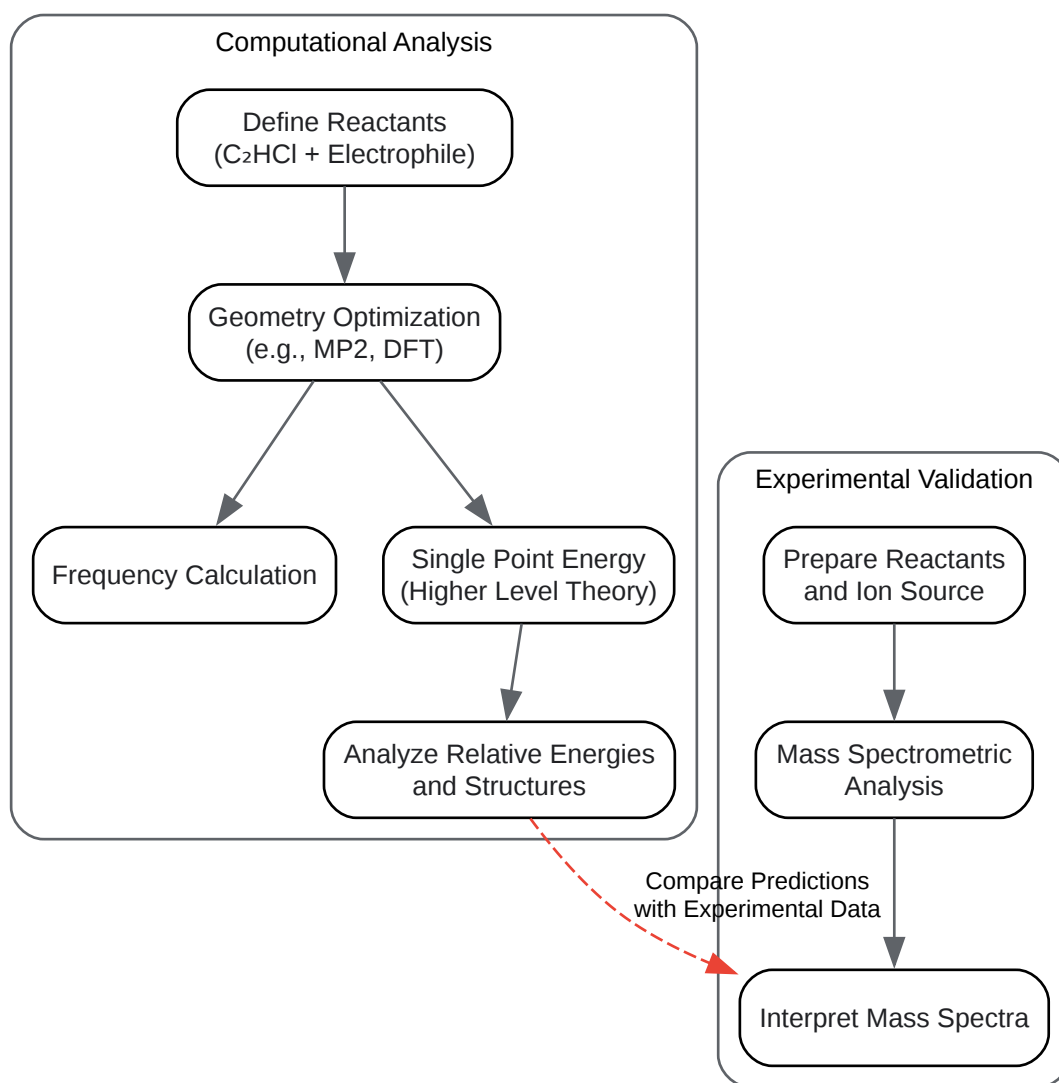 Computational Analysis
Define Reactants
(C₂HCl + Electrophile)
Geometry Optimization
(e.g., MP2, DFT)
Frequency Calculation
Single Point Energy
(Higher Level Theory)
Analyze Relative Energies
and Structures
Experimental Validation
Prepare Reactants
and Ion Source
Mass Spectrometric
Analysis
Compare Predictions
with Experimental Data
Interpret Mass Spectra